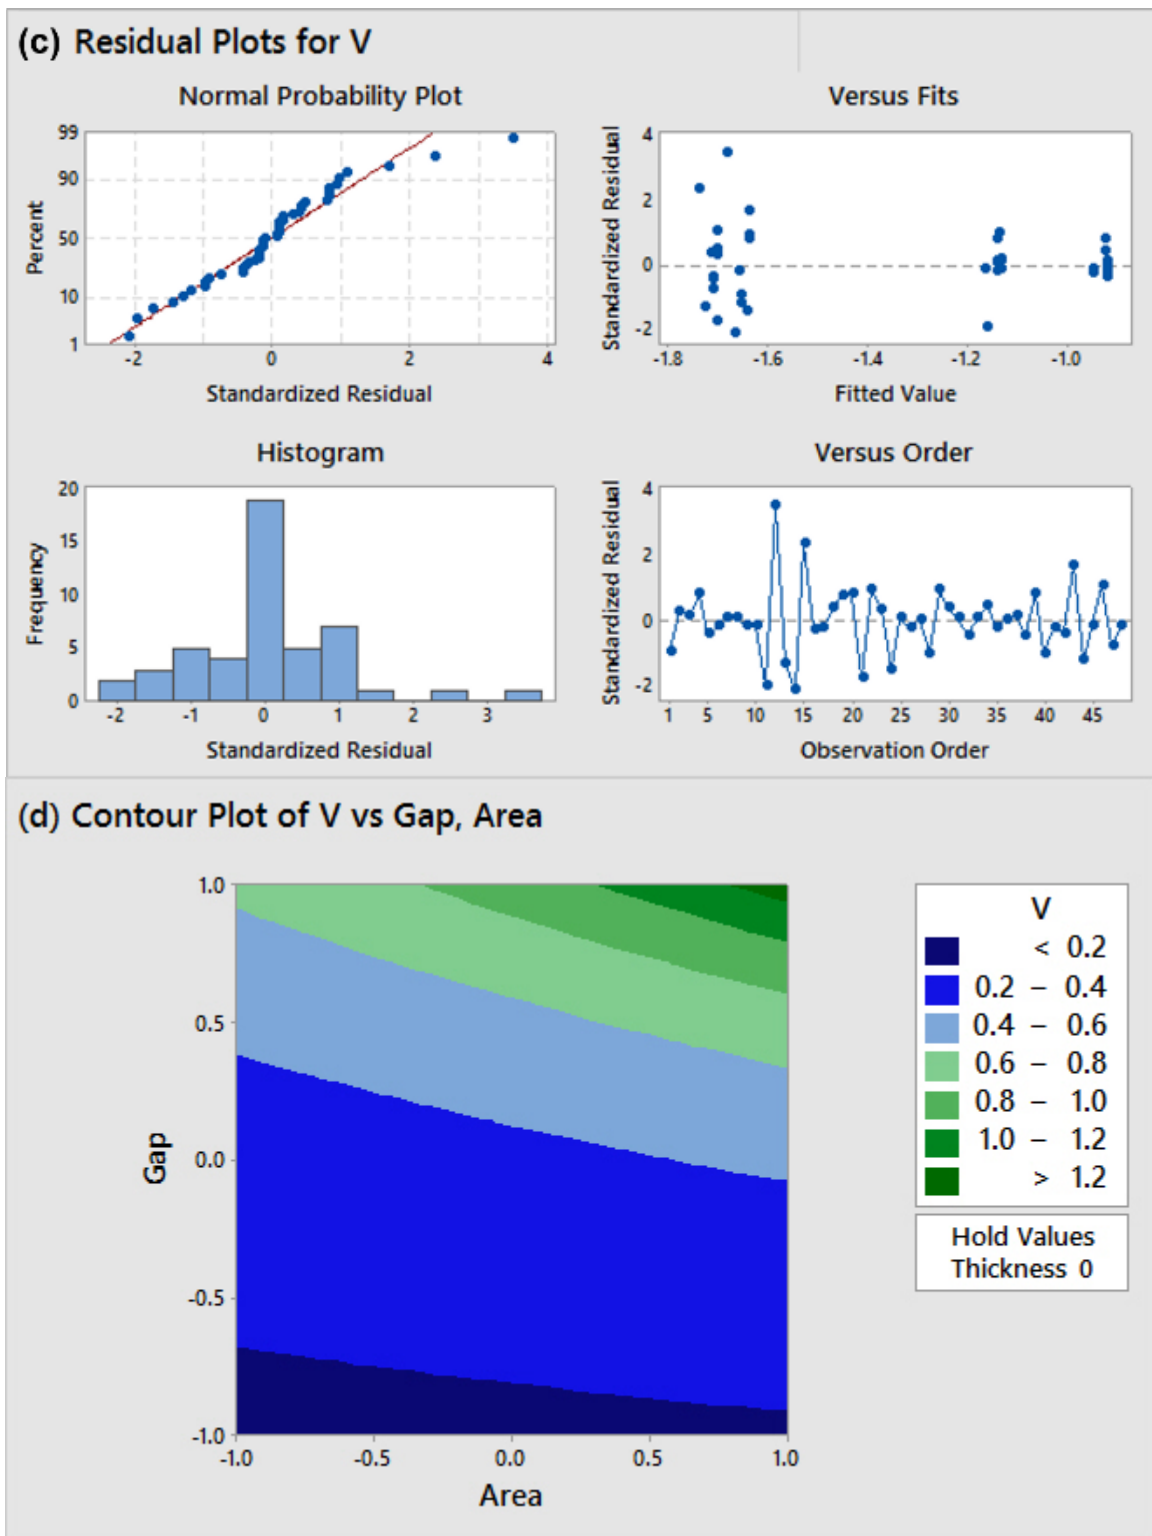 (c) Residual Plots for V
Normal Probability Plot
Percent
99
90
50
10
1
-2
0
2
4
Standardized Residual
Versus Fits
Standardized Residual
4
2
0
-2
-1.8
-1.6
-1.4
-1.2
-1.0
Fitted Value
Histogram
Frequency
20
15
10
5
0
-2
-1
0
1
2
3
Standardized Residual
Versus Order
Standardized Residual
4
2
0
-2
1
5
10
15
20
25
30
35
40
45
Observation Order
(d) Contour Plot of V vs Gap, Area
Gap
1.0
0.5
0.0
-0.5
-1.0
-1.0
-0.5
0.0
0.5
1.0
Area
V
< 0.2
0.2 – 0.4
0.4 – 0.6
0.6 – 0.8
0.8 – 1.0
1.0 – 1.2
> 1.2
Hold Values
Thickness 0